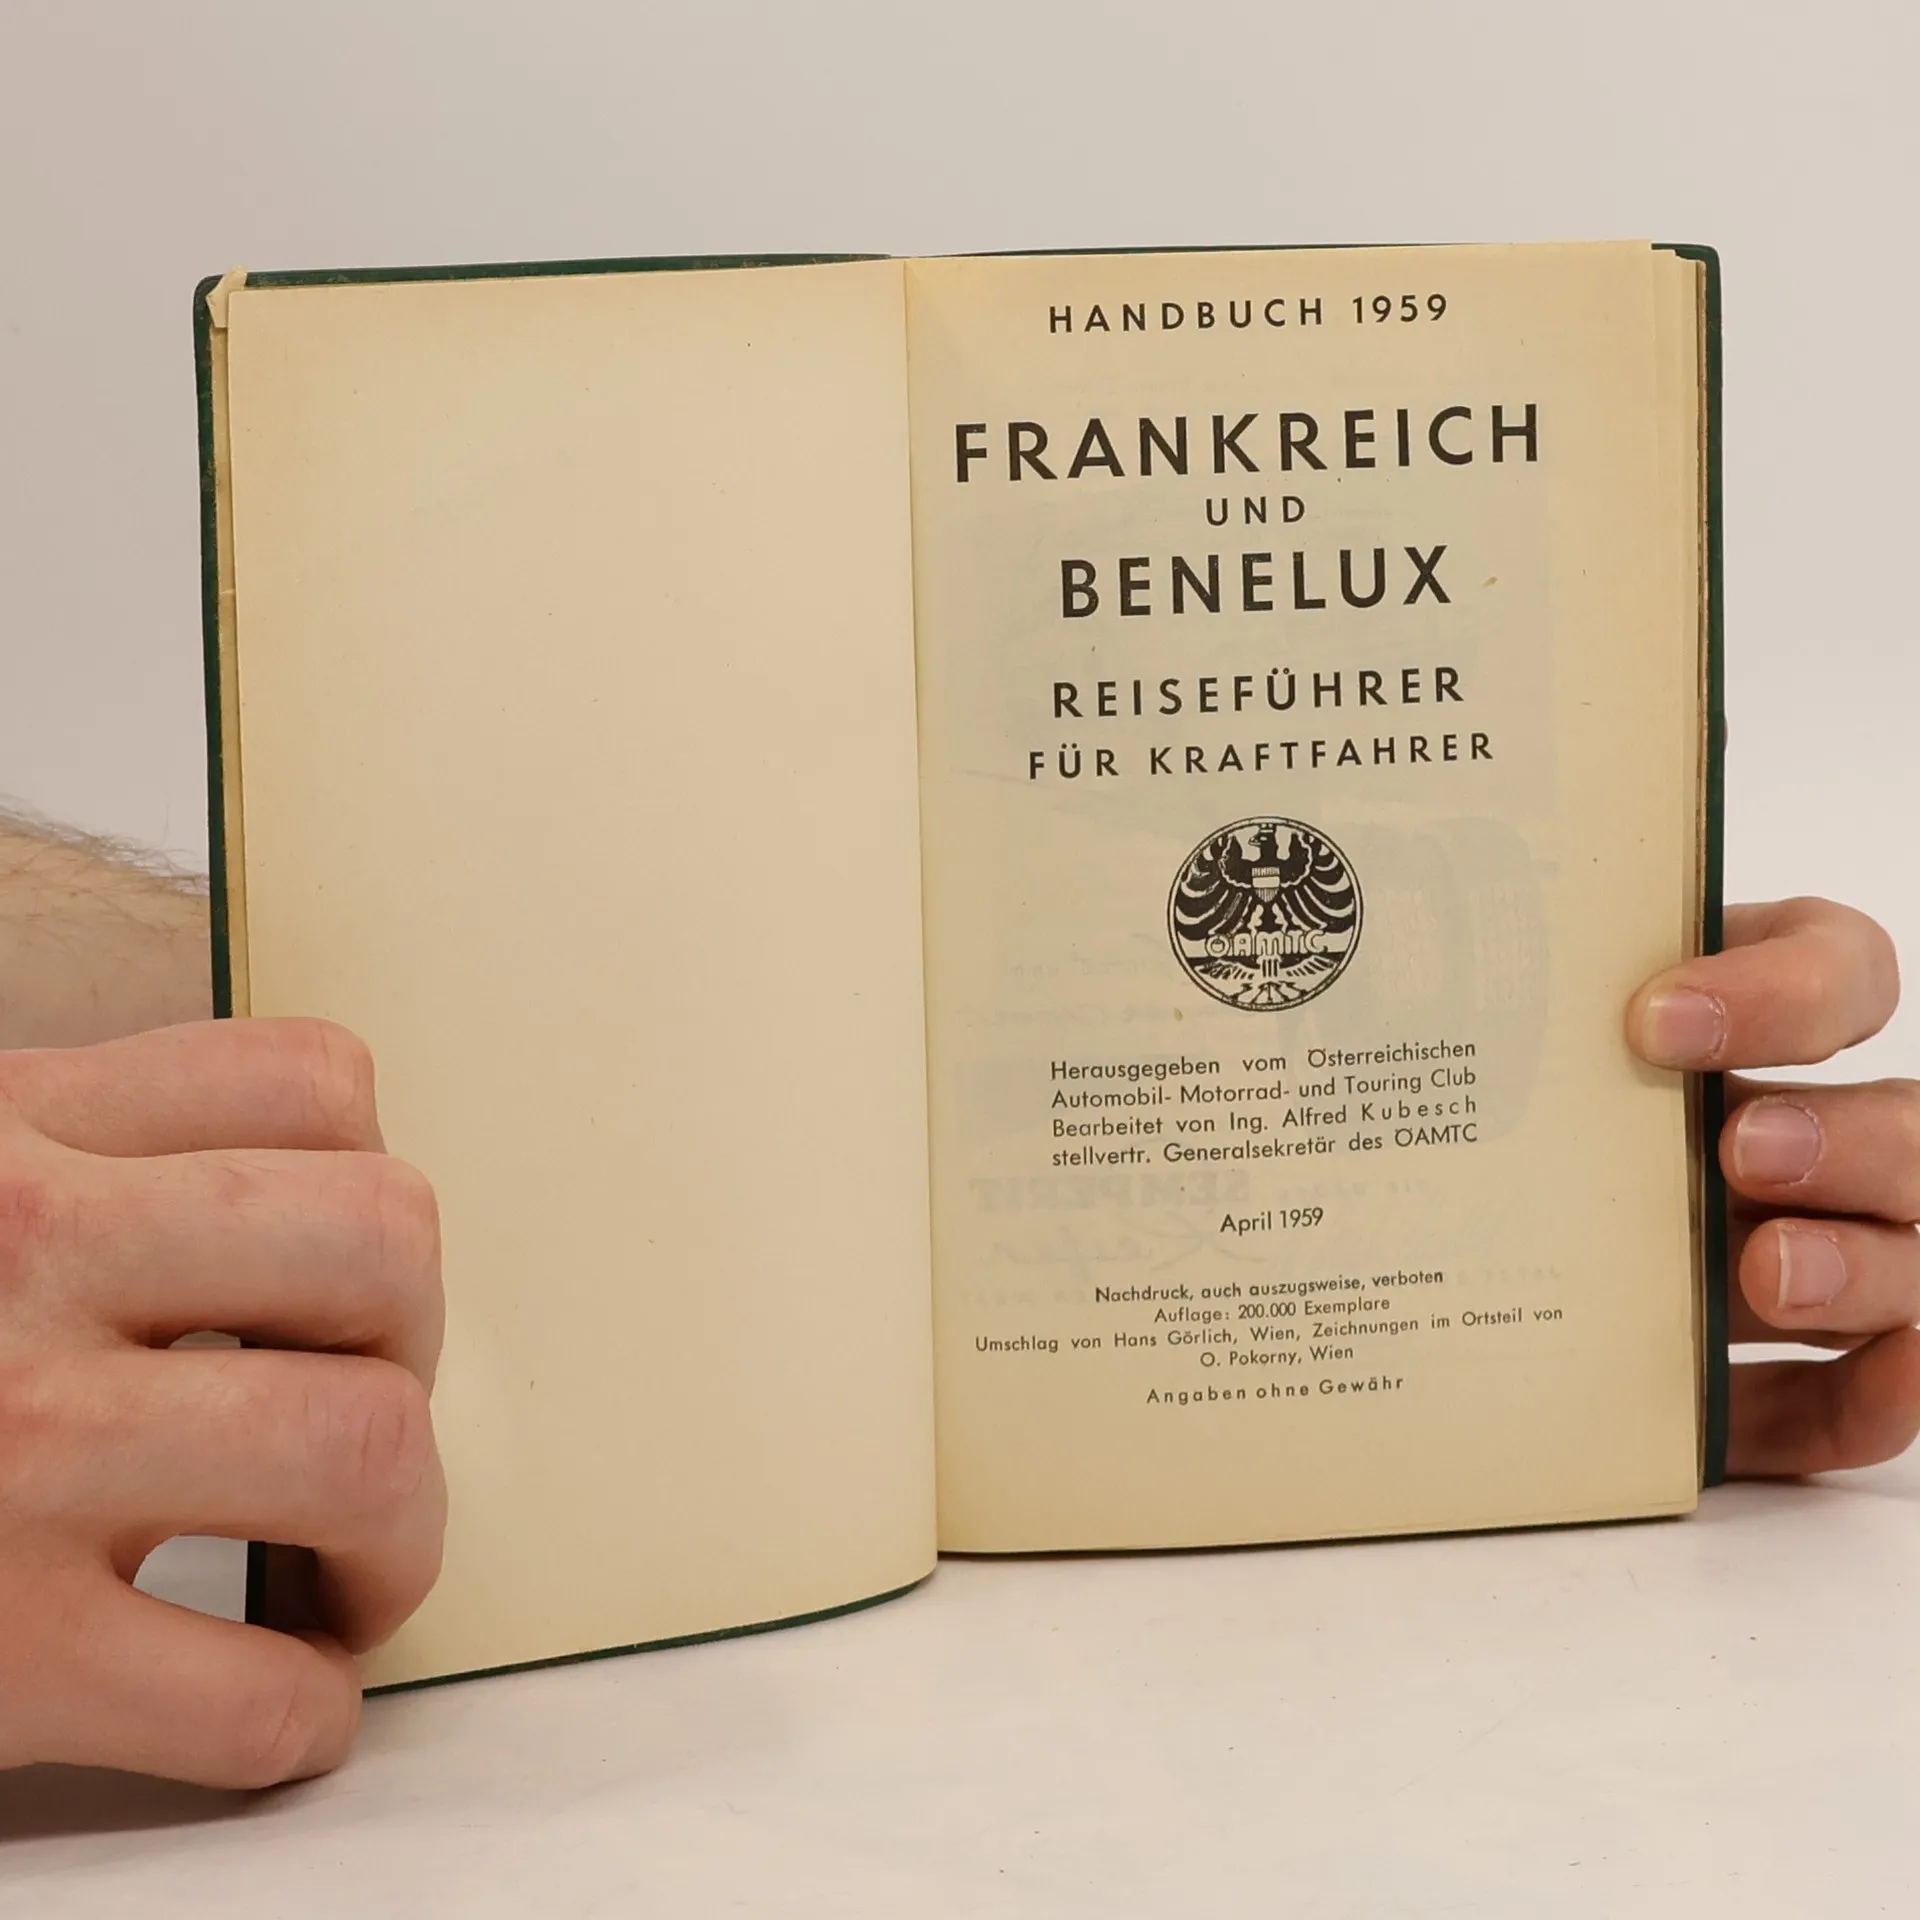 HANDBUCH 1959
FRANKREICH
UND
BENELUX
REISEFÜHRER
FÜR KRAFTFAHRER
ÖAMTC
Herausgegeben vom Österreichischen
Automobil- Motorrad- und Touring Club
Bearbeitet von Ing. Alfred Kubesch
stellvertr. Generalsekretär des ÖAMTC
April 1959
Nachdruck, auch auszugsweise, verboten
Auflage: 200.000 Exemplare
Umschlag von Hans Görlich, Wien, Zeichnungen im Ortsteil von
O. Pokorny, Wien
Angaben ohne Gewähr